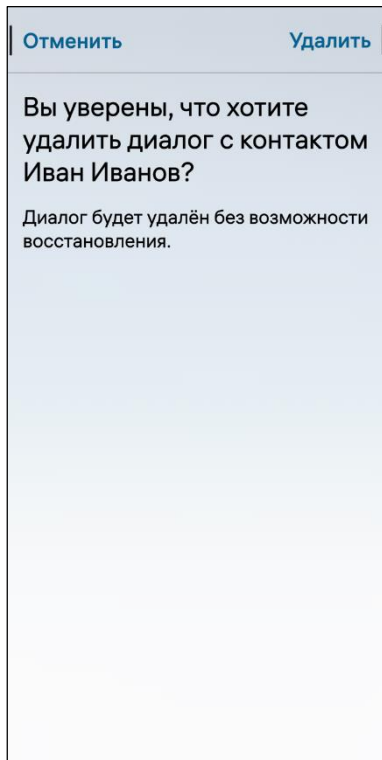 Отменить Удалить
Вы уверены, что хотите
удалить диалог с контактом
Иван Иванов?
Диалог будет удалён без возможности
восстановления.